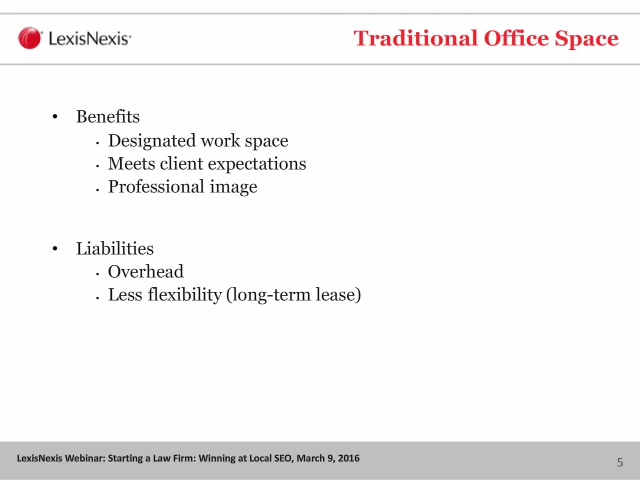 LexisNexis®
Traditional Office Space
• Benefits
• Designated work space
• Meets client expectations
• Professional image
• Liabilities
• Overhead
• Less flexibility (long-term lease)
LexisNexis Webinar: Starting a Law Firm: Winning at Local SEO, March 9, 2016
5